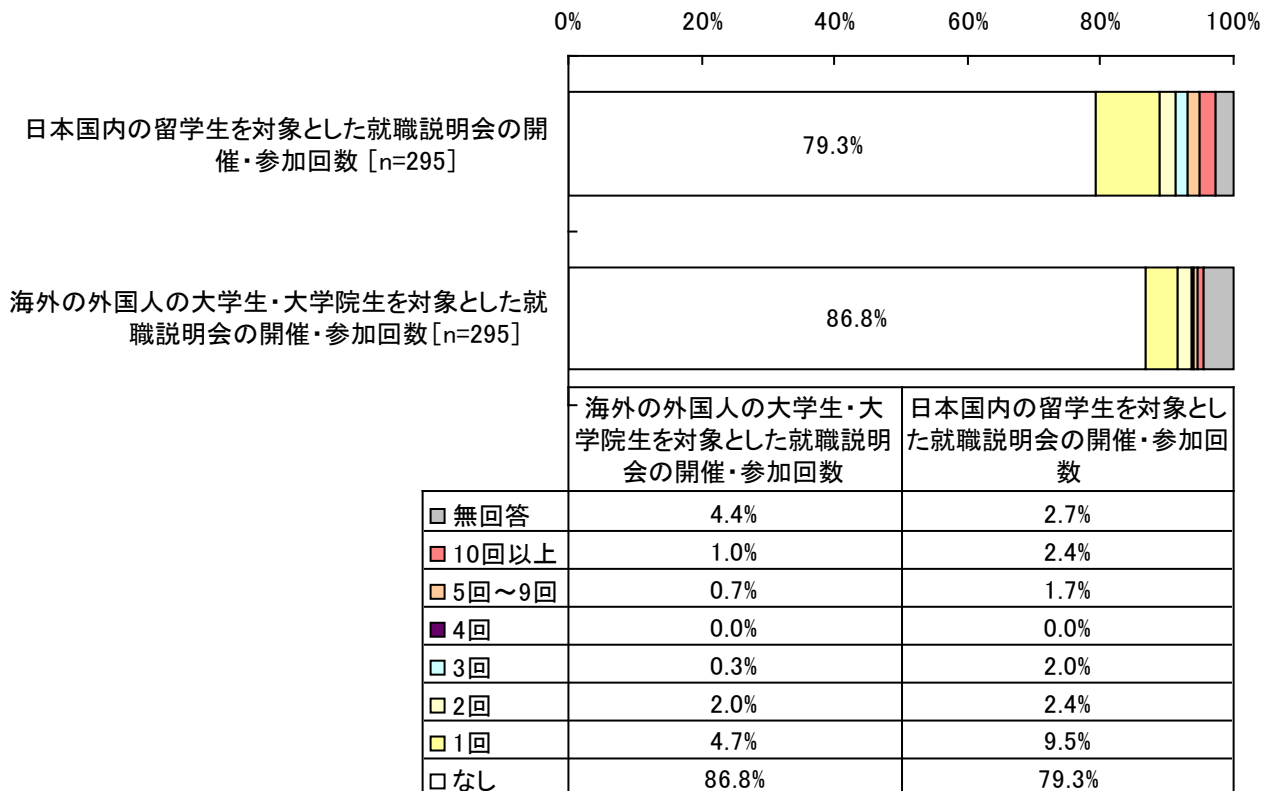 0% 20% 40% 60% 80% 100%
日本国内の留学生を対象とした就職説明会の開
催・参加回数 [n=295]
79.3%
海外の外国人の大学生・大学院生を対象とした就
職説明会の開催・参加回数[n=295]
86.8%
海外の外国人の大学生・大
学院生を対象とした就職説明
会の開催・参加回数
日本国内の留学生を対象とし
た就職説明会の開催・参加回
数
無回答 4.4% 2.7%
10回以上 1.0% 2.4%
5回～9回 0.7% 1.7%
4回 0.0% 0.0%
3回 0.3% 2.0%
2回 2.0% 2.4%
1回 4.7% 9.5%
なし 86.8% 79.3%